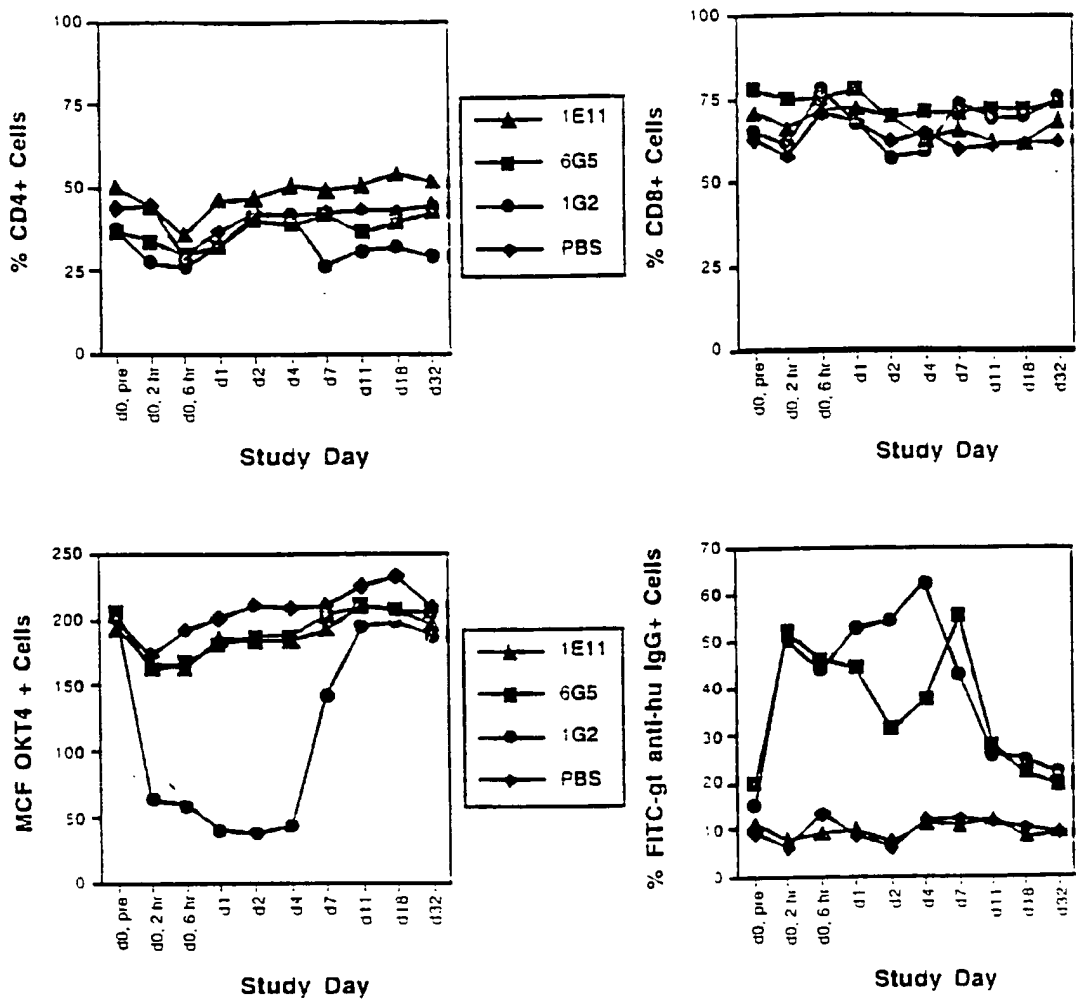 % CD4+ Cells
100
75
50
25
0
d0, pre
d0, 2 hr
d0, 6 hr
d1
d2
d4
d7
d11
d18
d32
Study Day
1E11
6G5
1G2
PBS
% CD8+ Cells
100
75
50
25
0
d0, pre
d0, 2 hr
d0, 6 hr
d1
d2
d4
d7
d11
d18
d32
Study Day
MCF OKT4 + Cells
250
200
150
100
50
0
d0, pre
d0, 2 hr
d0, 6 hr
d1
d2
d4
d7
d11
d18
d32
Study Day
1E11
6G5
1G2
PBS
% FITC-gt anti-hu IgG+ Cells
70
60
50
40
30
20
10
0
d0, pre
d0, 2 hr
d0, 6 hr
d1
d2
d4
d7
d11
d18
d32
Study Day